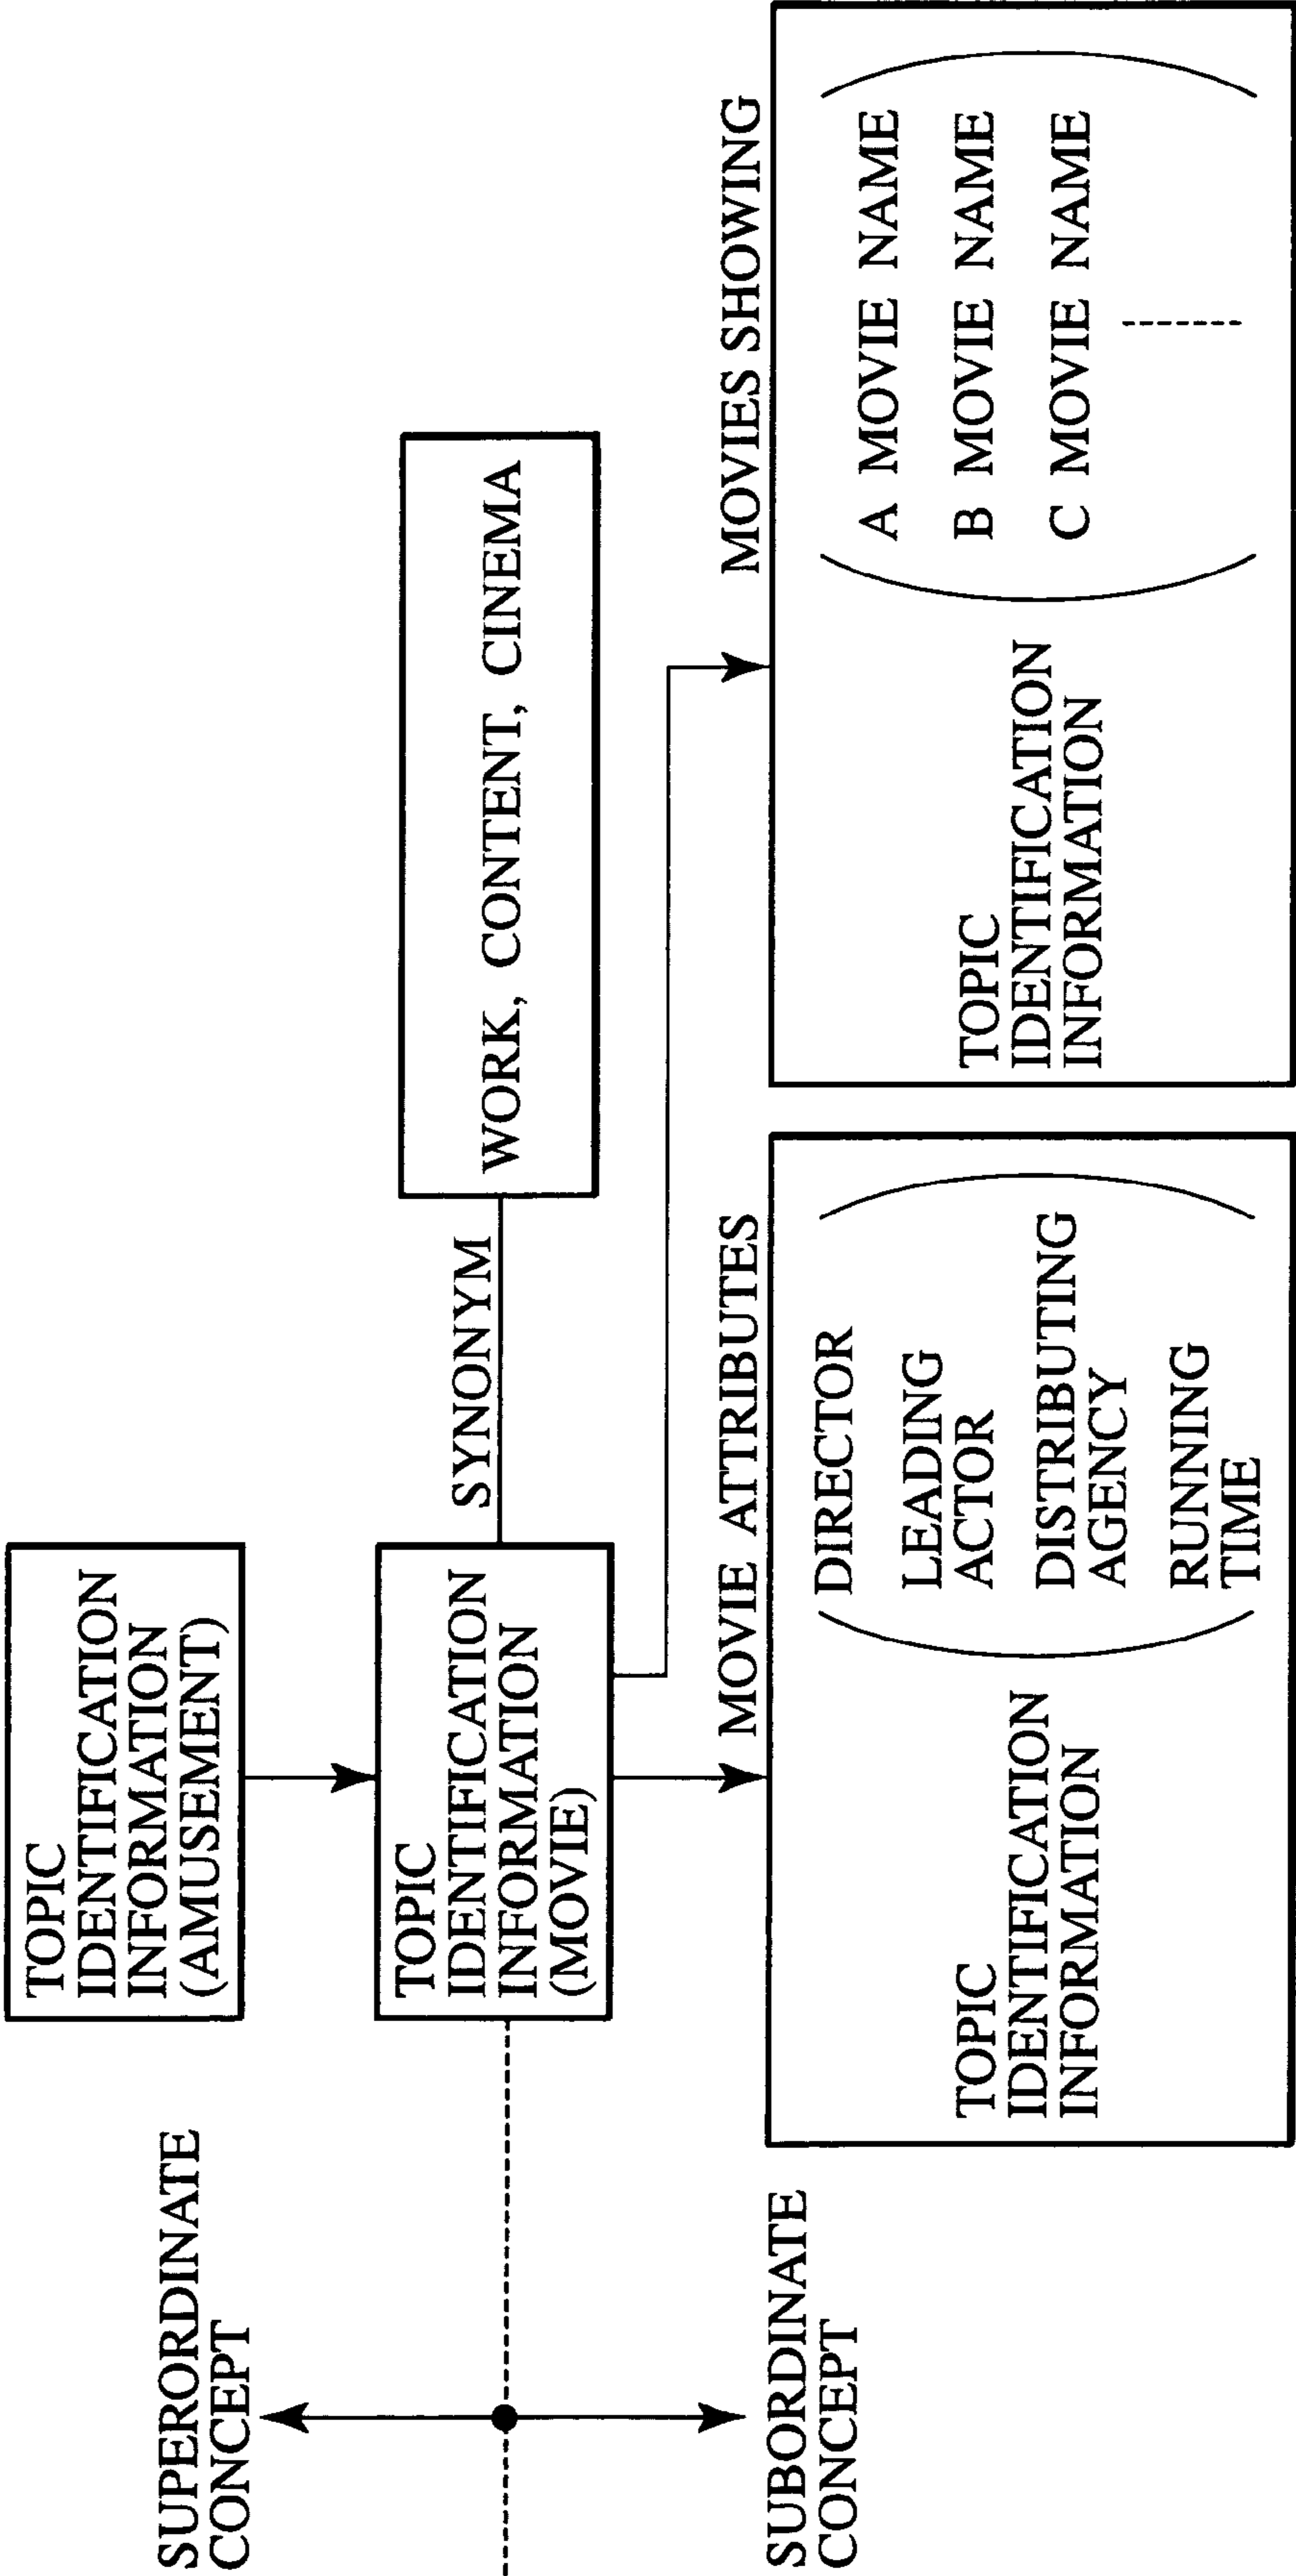 SUPERORDINATE
CONCEPT
TOPIC
IDENTIFICATION
INFORMATION
(AMUSEMENT)
TOPIC
IDENTIFICATION
INFORMATION
(MOVIE)
SYNONYM
WORK, CONTENT, CINEMA
SUBORDINATE
CONCEPT
MOVIE ATTRIBUTES
TOPIC
IDENTIFICATION
INFORMATION
DIRECTOR
LEADING
ACTOR
DISTRIBUTING
AGENCY
RUNNING
TIME
MOVIES SHOWING
TOPIC
IDENTIFICATION
INFORMATION
A MOVIE NAME
B MOVIE NAME
C MOVIE NAME